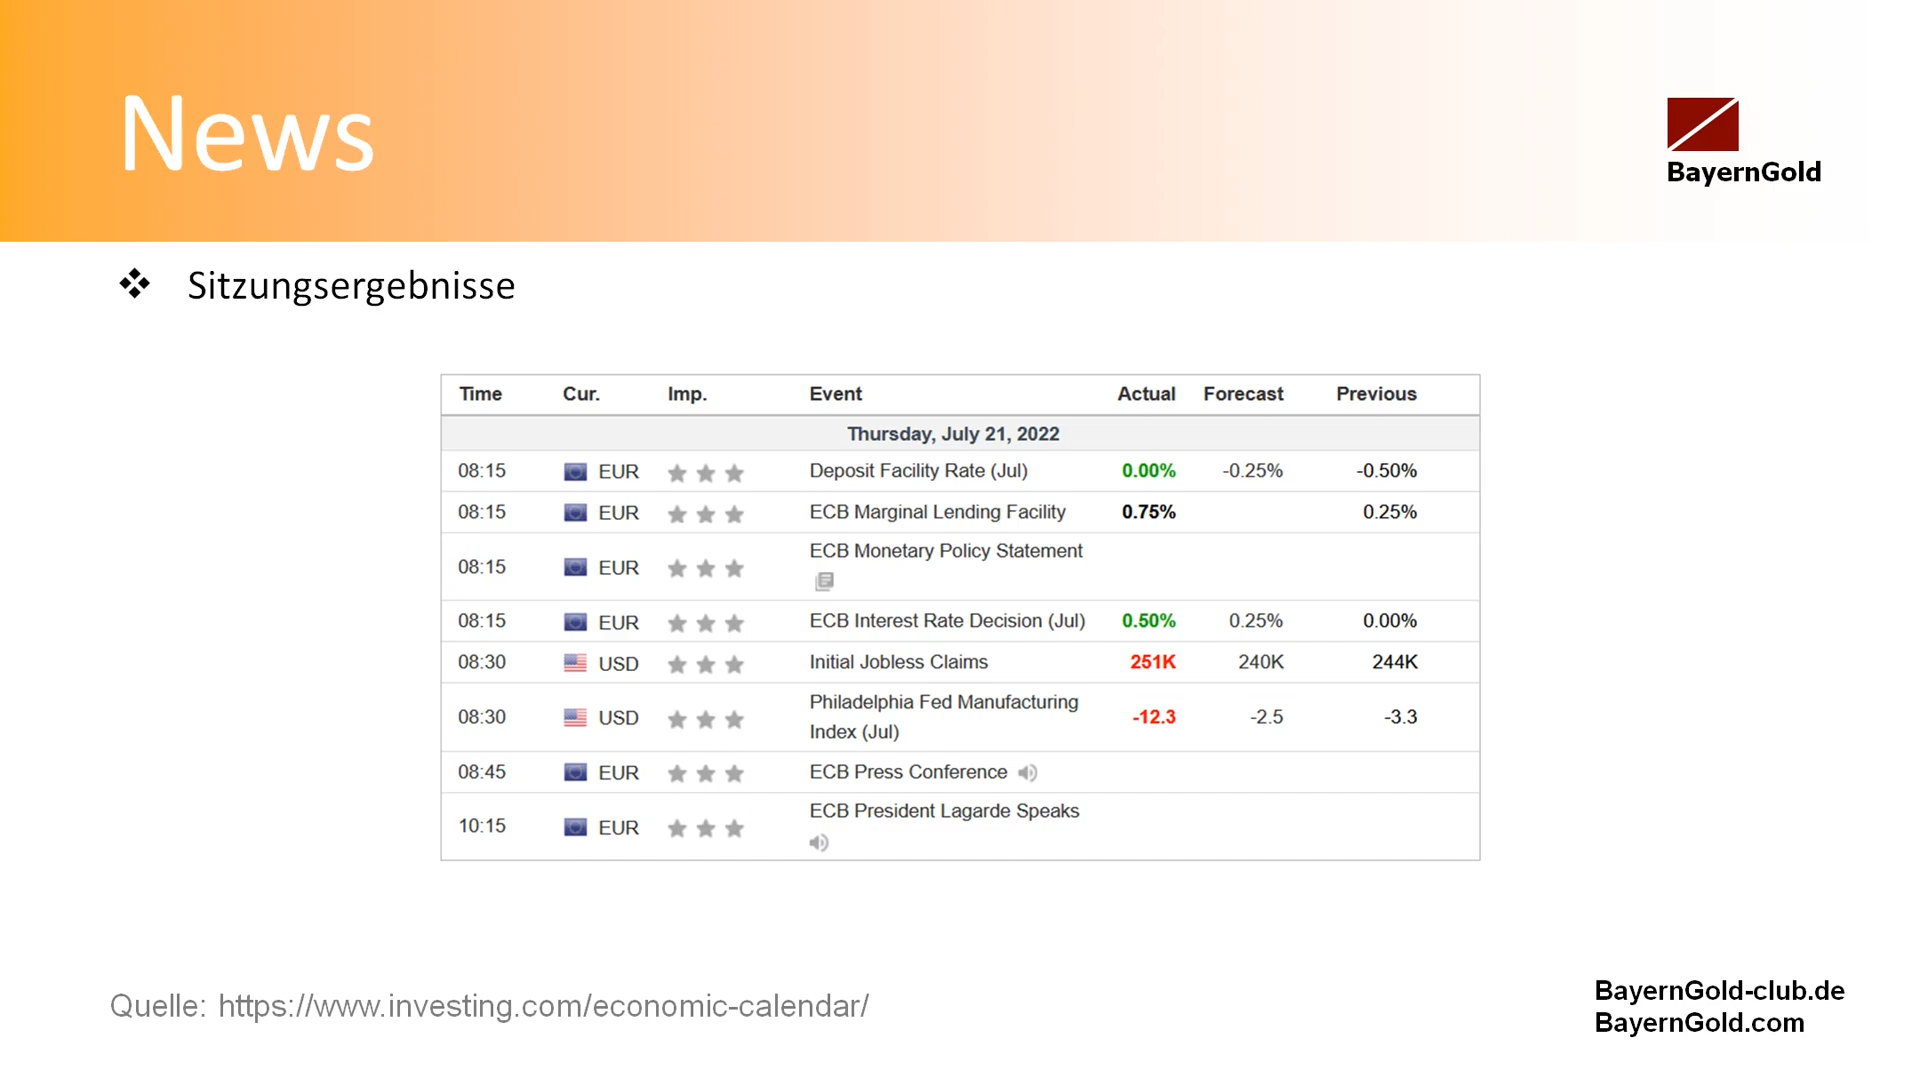 News
BayernGold
Sitzungsergebnisse
Time Cur. Imp. Event Actual Forecast Previous
Thursday, July 21, 2022
08:15 EUR Deposit Facility Rate (Jul) 0.00% -0.25% -0.50%
08:15 EUR ECB Marginal Lending Facility 0.75% 0.25%
08:15 EUR ECB Monetary Policy Statement
08:15 EUR ECB Interest Rate Decision (Jul) 0.50% 0.25% 0.00%
08:30 USD Initial Jobless Claims 251K 240K 244K
08:30 USD Philadelphia Fed Manufacturing
Index (Jul) -12.3 -2.5 -3.3
08:45 EUR ECB Press Conference
10:15 EUR ECB President Lagarde Speaks
Quelle: https://www.investing.com/economic-calendar/
BayernGold-club.de
BayernGold.com